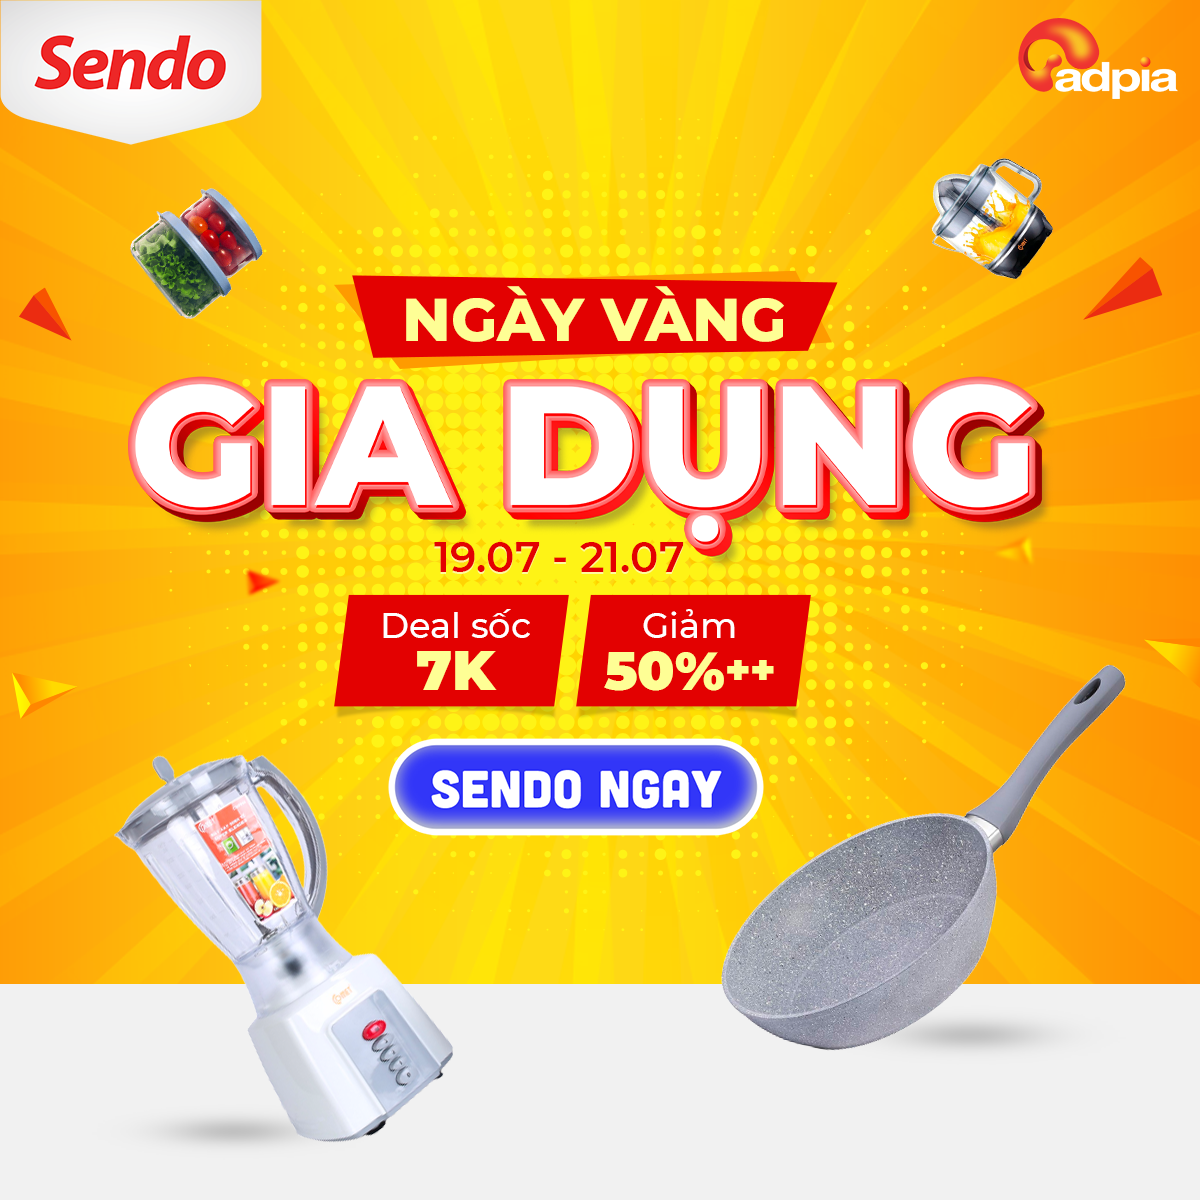 Sendo
adpia
NGÀY VÀNG
GIA DỤNG
19.07 - 21.07
Deal sốc
7K
Giảm
50%++
SENDO NGAY